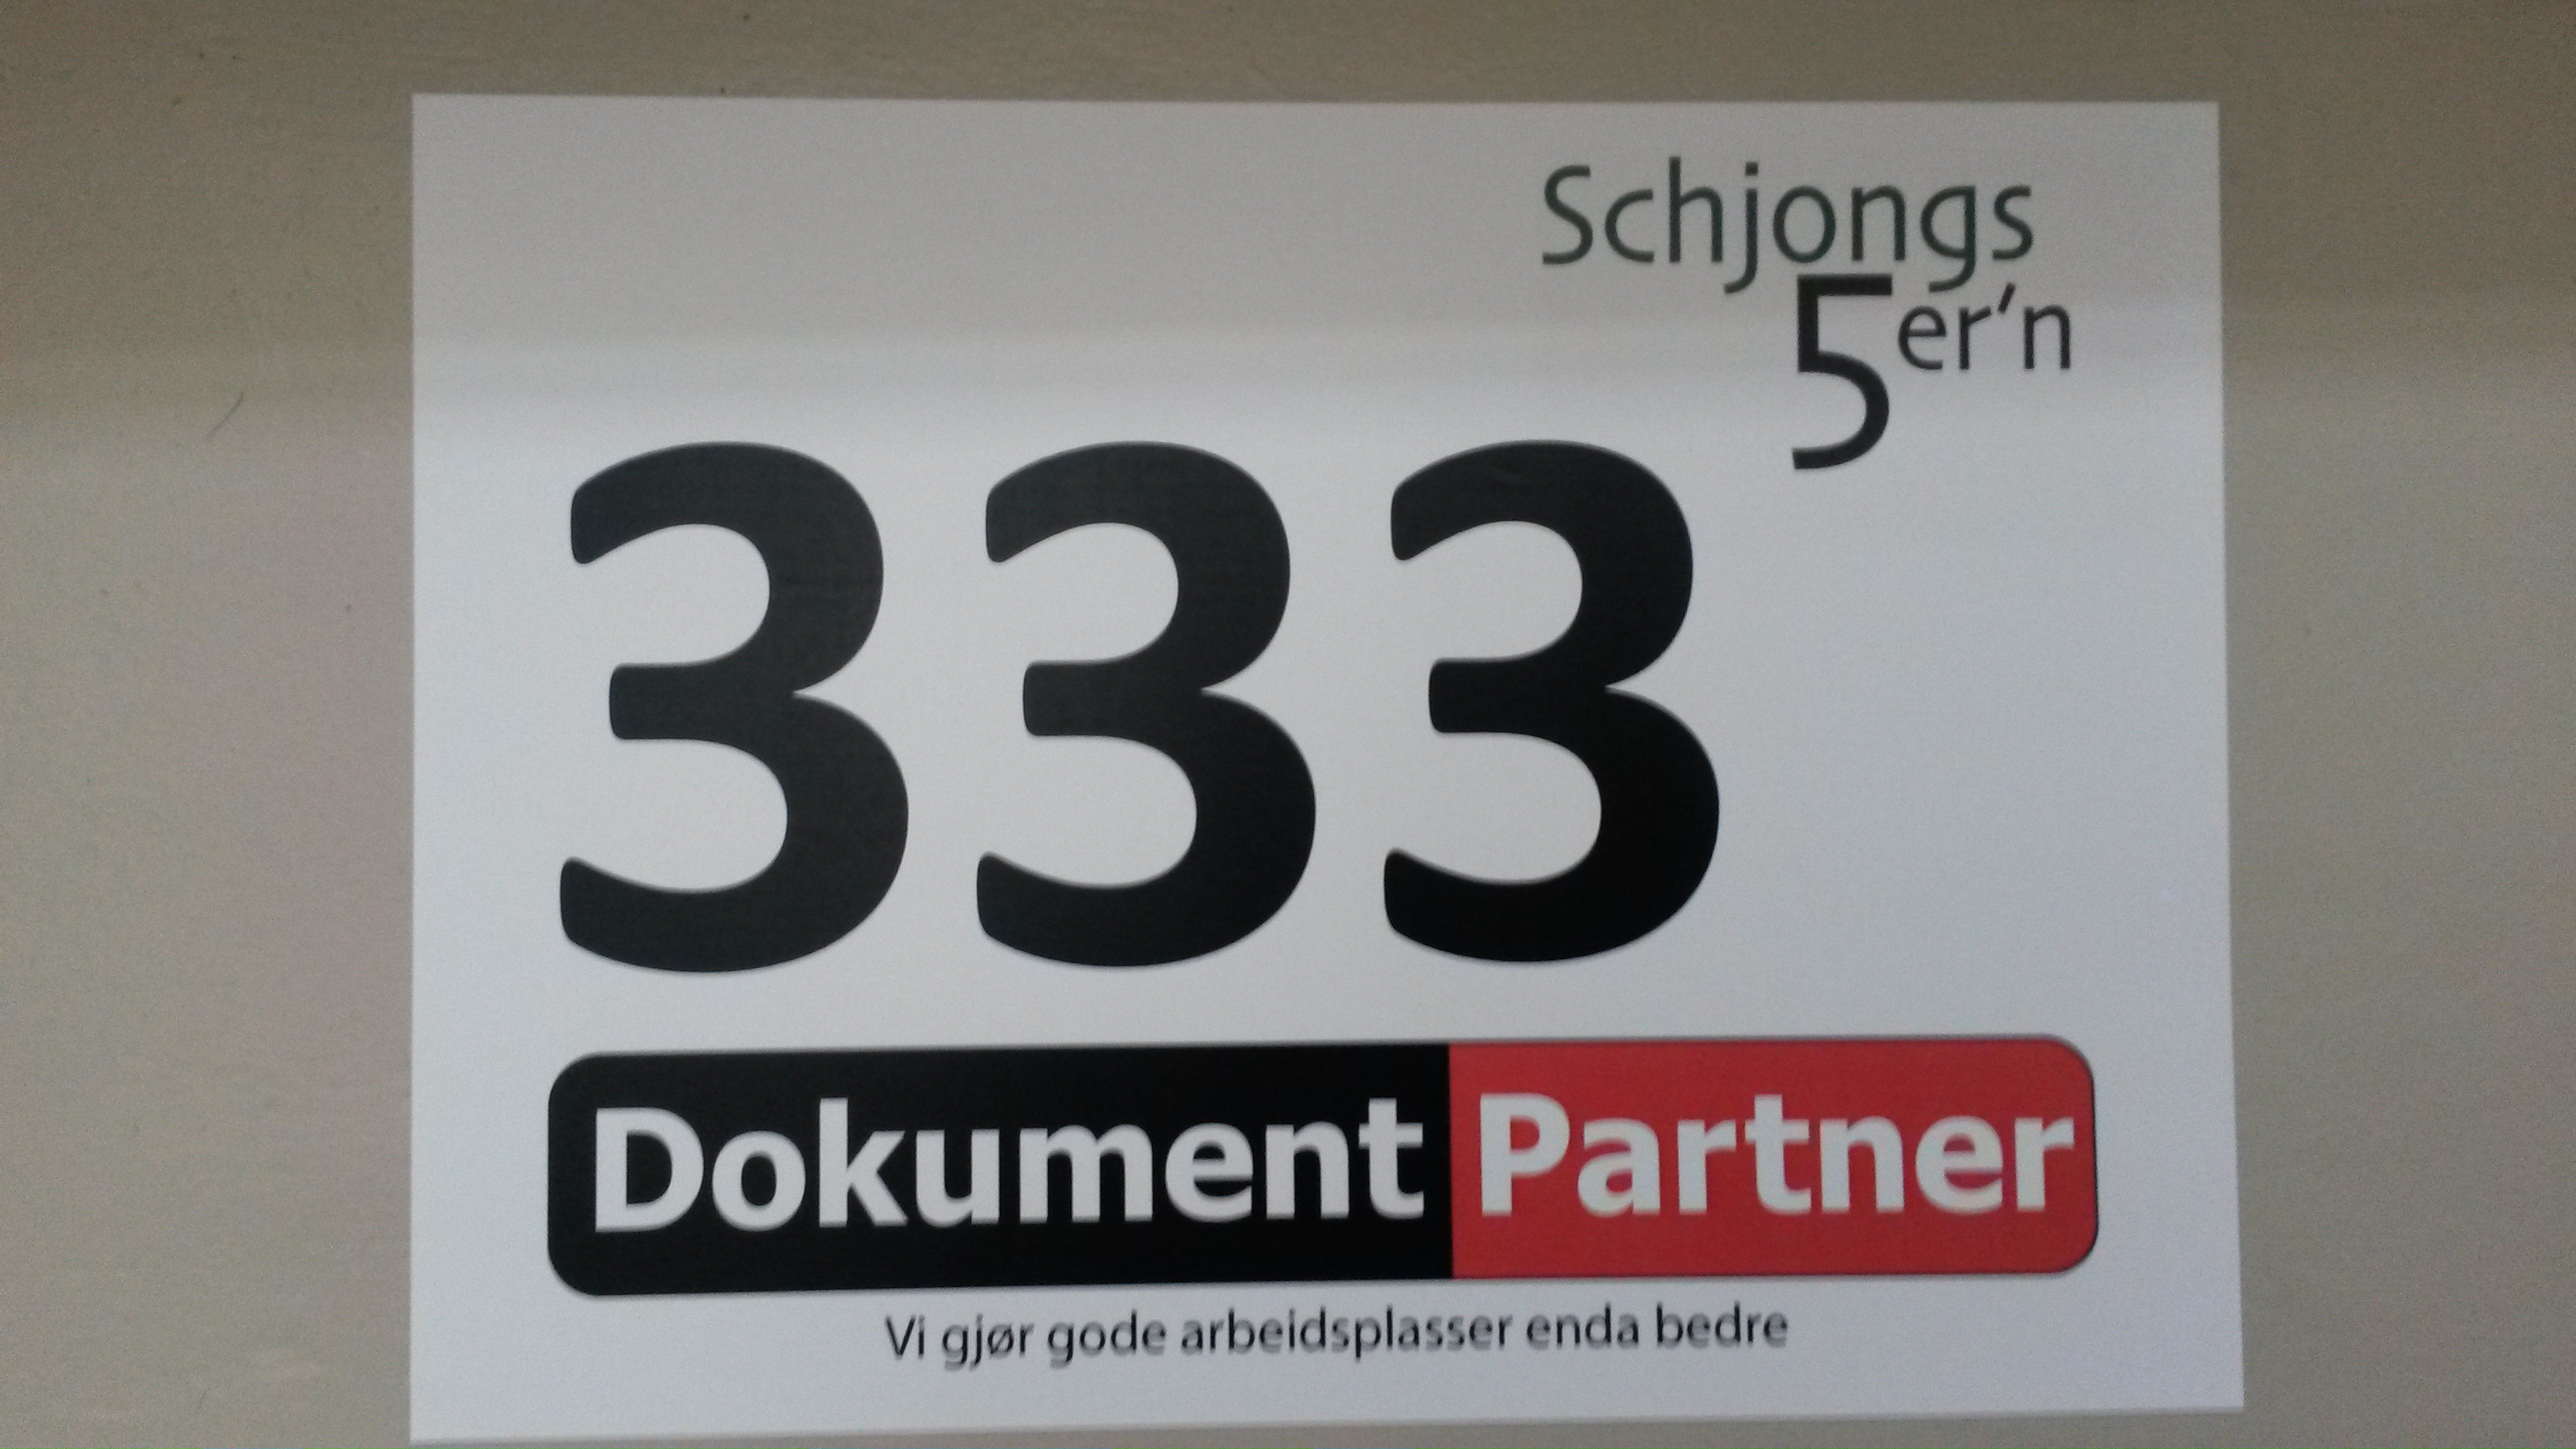 Schjongs
5er'n
333
Dokument Partner
Vi gjør gode arbeidsplasser enda bedre